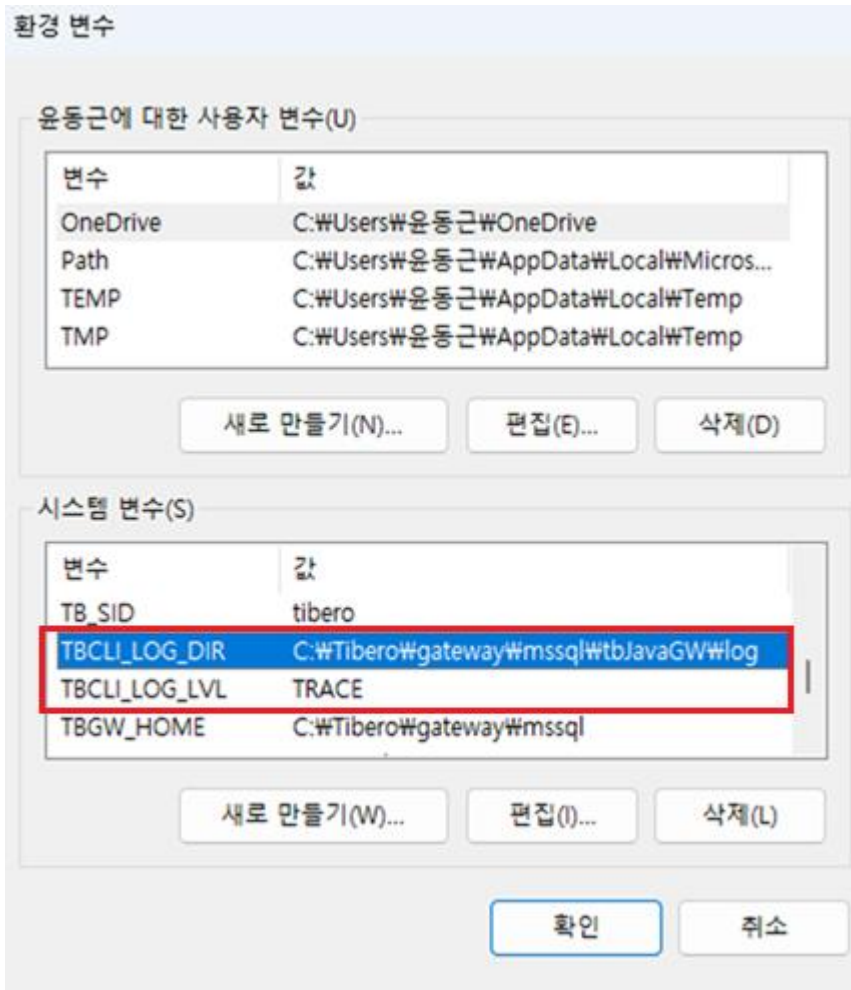 환경 변수
윤동근에 대한 사용자 변수(U)
변수 값
OneDrive C:₩Users₩윤동근₩OneDrive
Path C:₩Users₩윤동근₩AppData₩Local₩Micros...
TEMP C:₩Users₩윤동근₩AppData₩Local₩Temp
TMP C:₩Users₩윤동근₩AppData₩Local₩Temp
새로 만들기(N)... 편집(E)... 삭제(D)
시스템 변수(S)
변수 값
TB_SID tibero
TBCLI_LOG_DIR C:₩Tibero₩gateway₩mssql₩tbJavaGW₩log
TBCLI_LOG_LVL TRACE
TBGW_HOME C:₩Tibero₩gateway₩mssql
새로 만들기(W)... 편집(I)... 삭제(L)
확인 취소